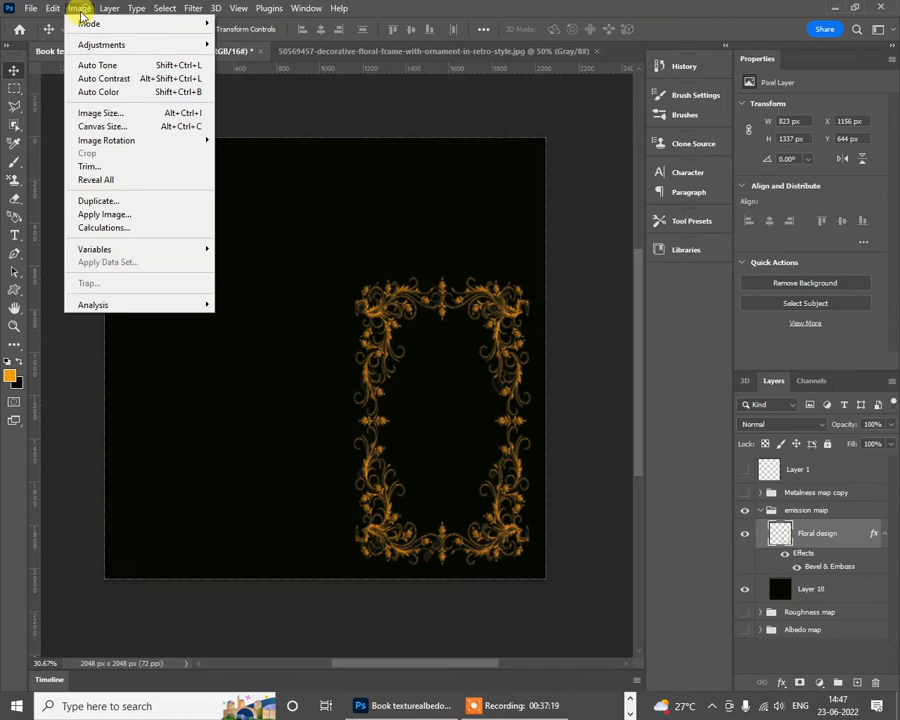 Ps File Edit Image Layer Type Select Filter 3D View Plugins Window Help
Transform Controls 3D Mode: Share
Book tex RGB/16#) * × 50569457-decorative-floral-frame-with-ornament-in-retro-style.jpg @ 50% (Gray/8#) ×
600 800 1000 1200 1400 1600 1800 2000 2200
Mode
Adjustments
Auto Tone Shift+Ctrl+L
Auto Contrast Alt+Shift+Ctrl+L
Auto Color Shift+Ctrl+B
Image Size... Alt+Ctrl+I
Canvas Size... Alt+Ctrl+C
Image Rotation
Crop
Trim...
Reveal All
Duplicate...
Apply Image...
Calculations...
Variables
Apply Data Set...
Trap...
Analysis
History
Brush Settings
Brushes
Clone Source
Character
Paragraph
Tool Presets
Libraries
Properties
Pixel Layer
Transform
W 823 px X 1156 px
H 1337 px Y 644 px
0.00°
Align and Distribute
Align:
Quick Actions
Remove Background
Select Subject
View More
3D Layers Channels
Kind
Normal Opacity: 100%
Lock: Fill: 100%
Layer 1
Metalness map copy
emission maip
Floral design fx
Effects
Bevel & Emboss
Layer 18
Roughness map
Albedo map
30.67% 2048 px x 2048 px (72 ppi)
Timeline
Type here to search
Ps Book texturealbedo...
Recording: 00:37:19
27°C
ENG
14:47
23-06-2022